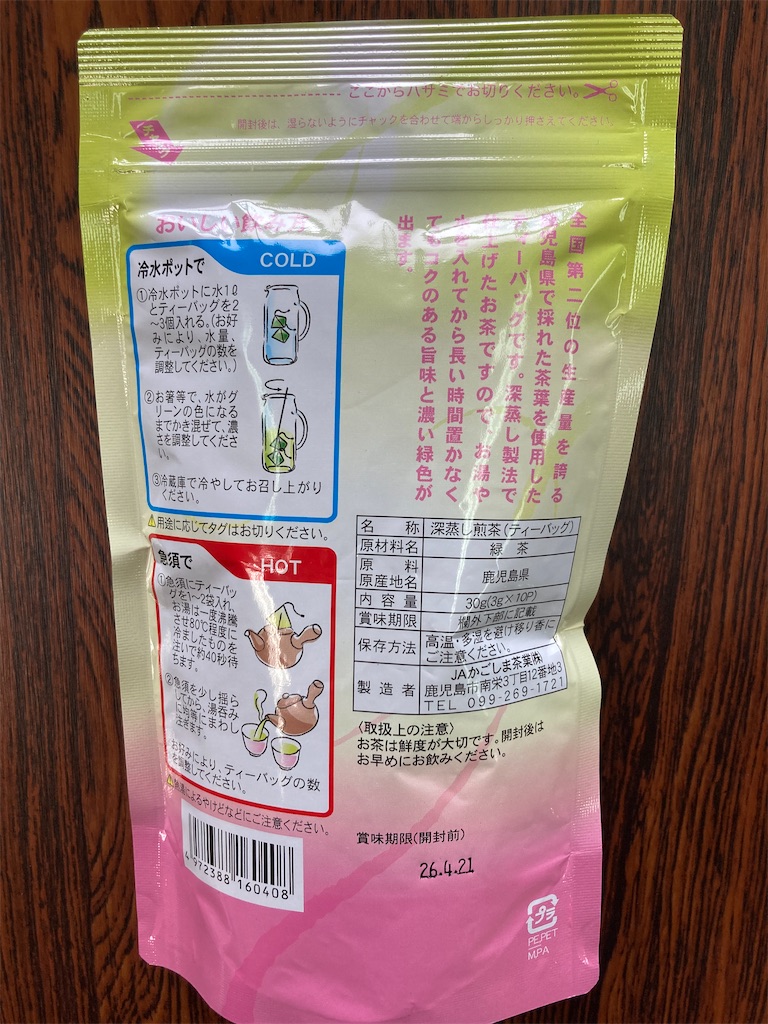 ここからハサミでお切りください。
開封後は、湿らないようにチャックを合わせて端からしっかり押さえてください。
チャック
全国第二位の生産量を誇る
鹿児島県で採れた茶葉を使用した
ティーバッグです。深蒸し製法で
仕上げたお茶ですので、お湯や
水を入れてから長い時間置かなく
てもコクのある旨味と濃い緑色が
出ます。
おいしい飲み方
冷水ポットで COLD
①冷水ポットに水1ℓ
とティーバッグを2
〜3個入れる。(お好
みにより、水量、
ティーバッグの数を
調整してください。)
②お箸等で、水がグ
リーンの色になる
までかき混ぜて、濃
さを調整してくださ
い。
③冷蔵庫で冷やしてお召し上がり
ください。
⚠用途に応じてタグはお切りください。
急須で HOT
①急須にティーバッ
グを1〜2袋入れ、
お湯は一度沸騰
させ80℃程度に
冷ましたものを
注いで約40秒待
ちます。
②急須を少し揺ら
してから、湯呑み
に均等にまわし
注ぎます。
お好みにより、ティーバッグの数
を調整してください。
⚠熱湯によるやけどなどにご注意ください。
名称 深蒸し煎茶(ティーバッグ)
原材料名 緑茶
原料原産地名 鹿児島県
内容量 30g(3g×10P)
賞味期限 欄外下部に記載
保存方法 高温・多湿を避け移り香に
ご注意ください。
製造者 JAかごしま茶業㈱
鹿児島市南栄3丁目12番地3
TEL 099-269-1721
〈取扱上の注意〉
お茶は鮮度が大切です。開封後は
お早めにお飲みください。
賞味期限(開封前)
26.4.21
4 972388 160408
プラ
PE,PET
M,PA